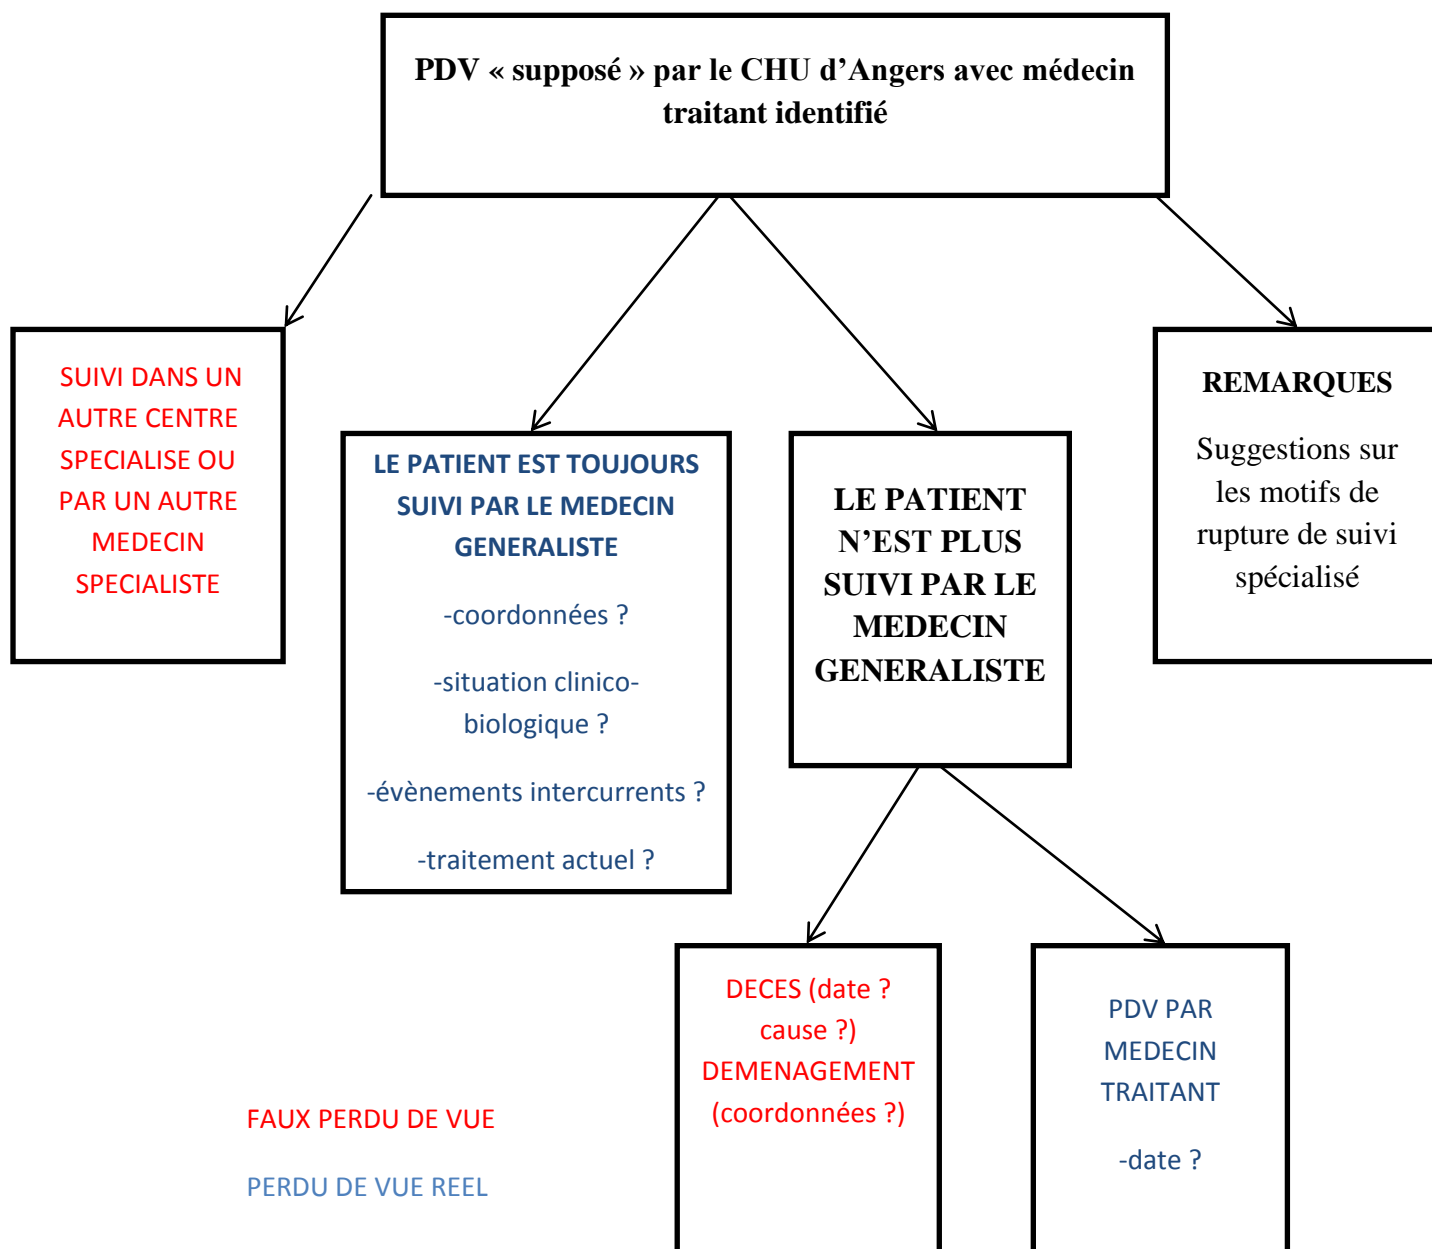 PDV « supposé » par le CHU d’Angers avec médecin
traitant identifié
SUIVI DANS UN
AUTRE CENTRE
SPECIALISE OU
PAR UN AUTRE
MEDECIN
SPECIALISTE
LE PATIENT EST TOUJOURS
SUIVI PAR LE MEDECIN
GENERALISTE
-coordonnées ?
-situation clinico-
biologique ?
-évènements intercurrents ?
-traitement actuel ?
LE PATIENT
N’EST PLUS
SUIVI PAR LE
MEDECIN
GENERALISTE
REMARQUES
Suggestions sur
les motifs de
rupture de suivi
spécialisé
DECES (date ?
cause ?)
DEMENAGEMENT
(coordonnées ?)
PDV PAR
MEDECIN
TRAITANT
-date ?
FAUX PERDU DE VUE
PERDU DE VUE REEL